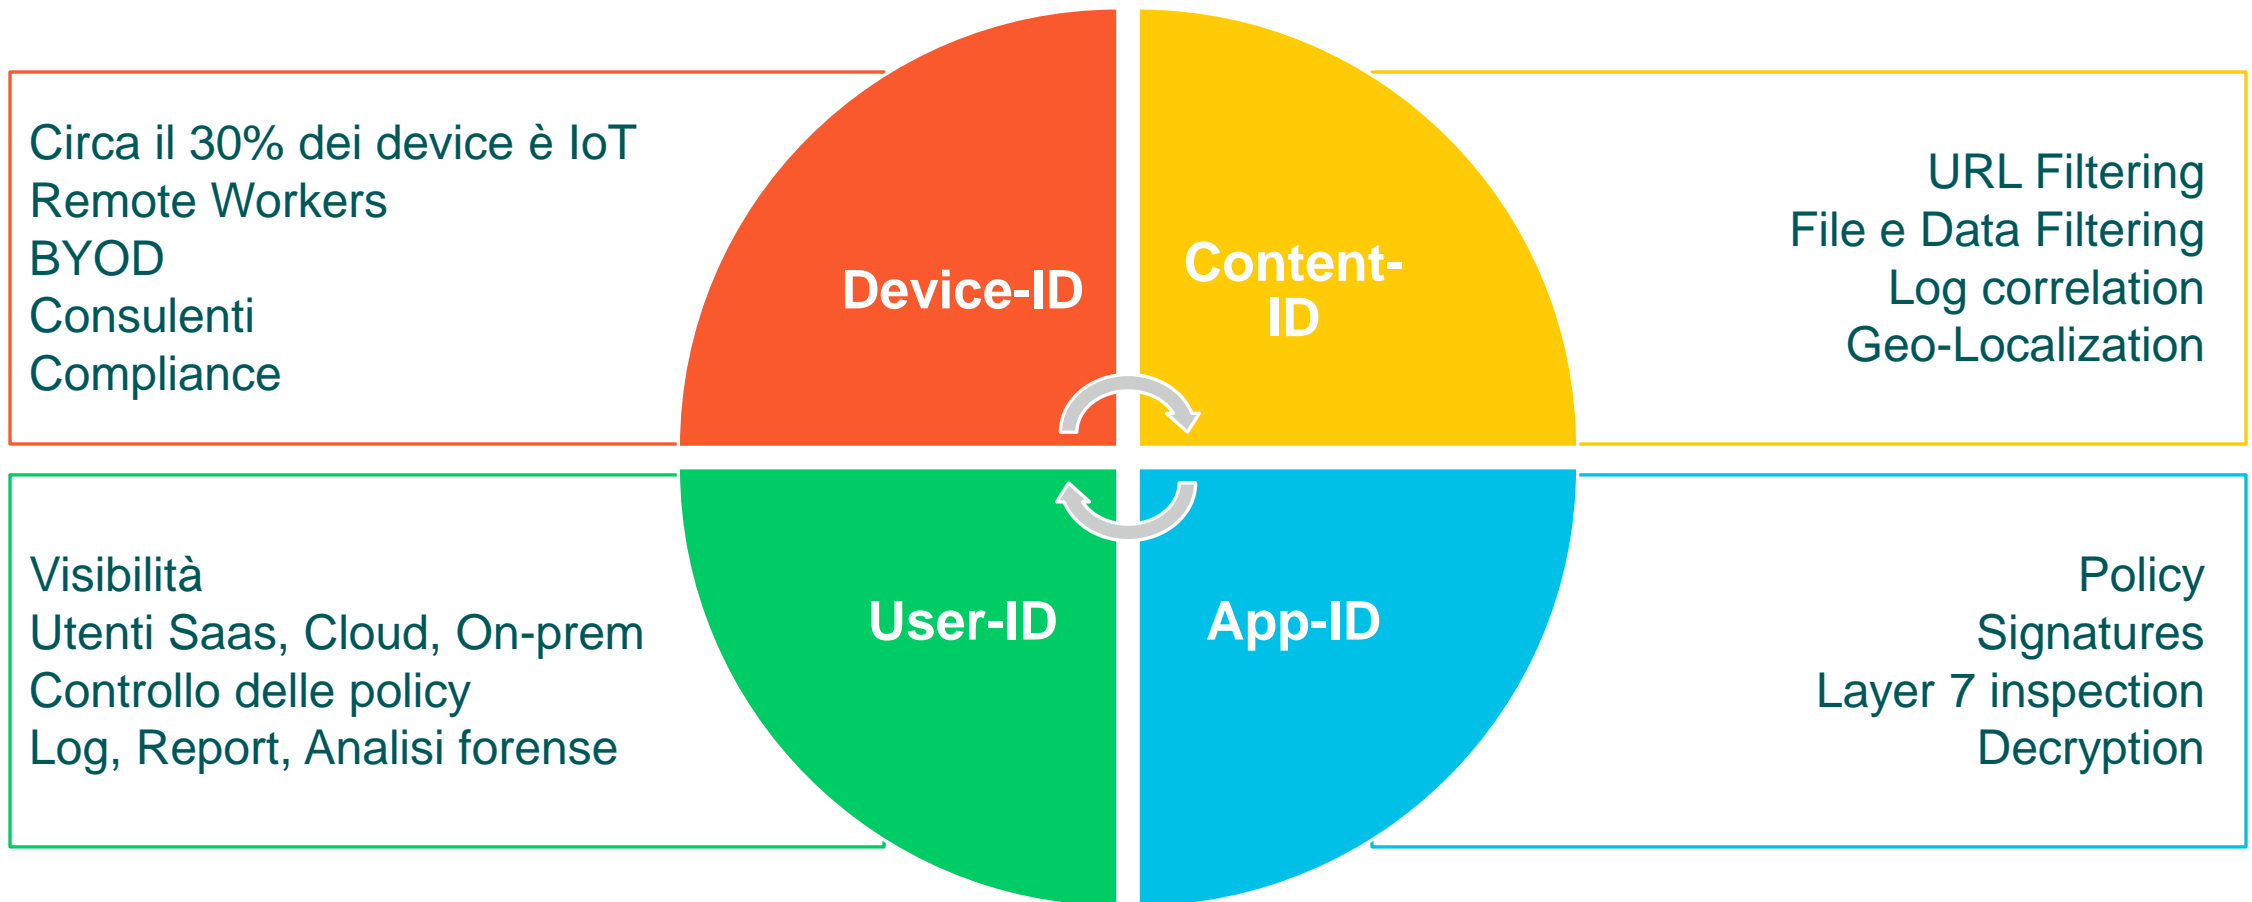 Circa il 30% dei device è IoT
Remote Workers
BYOD
Consulenti
Compliance
Device-ID
Content-
ID
URL Filtering
File e Data Filtering
Log correlation
Geo-Localization
Visibilità
Utenti Saas, Cloud, On-prem
Controllo delle policy
Log, Report, Analisi forense
User-ID
App-ID
Policy
Signatures
Layer 7 inspection
Decryption